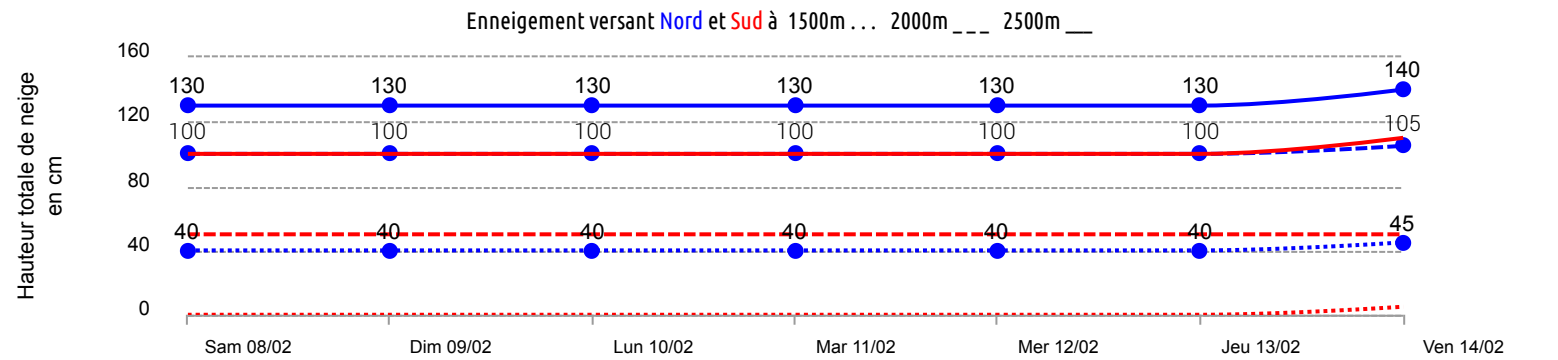 Enneigement versant Nord et Sud à 1500m . . . 2000m _ _ _ 2500m __
Hauteur totale de neige
en cm
160
120
80
40
0
130 130 130 130 130 130 140
100 100 100 100 100 100 105
40 40 40 40 40 40 45
Sam 08/02 Dim 09/02 Lun 10/02 Mar 11/02 Mer 12/02 Jeu 13/02 Ven 14/02